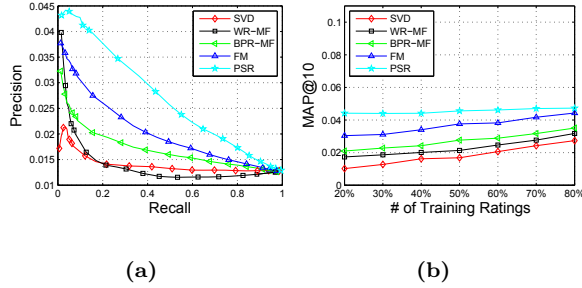 0.045
0.04
0.035
0.03
0.025
0.02
0.015
0.01
Precision
0 0.2 0.4 0.6 0.8 1
Recall
SVD
WR−MF
BPR−MF
FM
PSR
(a)
0.1
0.08
0.06
0.04
0.02
0
MAP@10
20% 30% 40% 50% 60% 70% 80%
# of Training Ratings
SVD
WR−MF
BPR−MF
FM
PSR
(b)